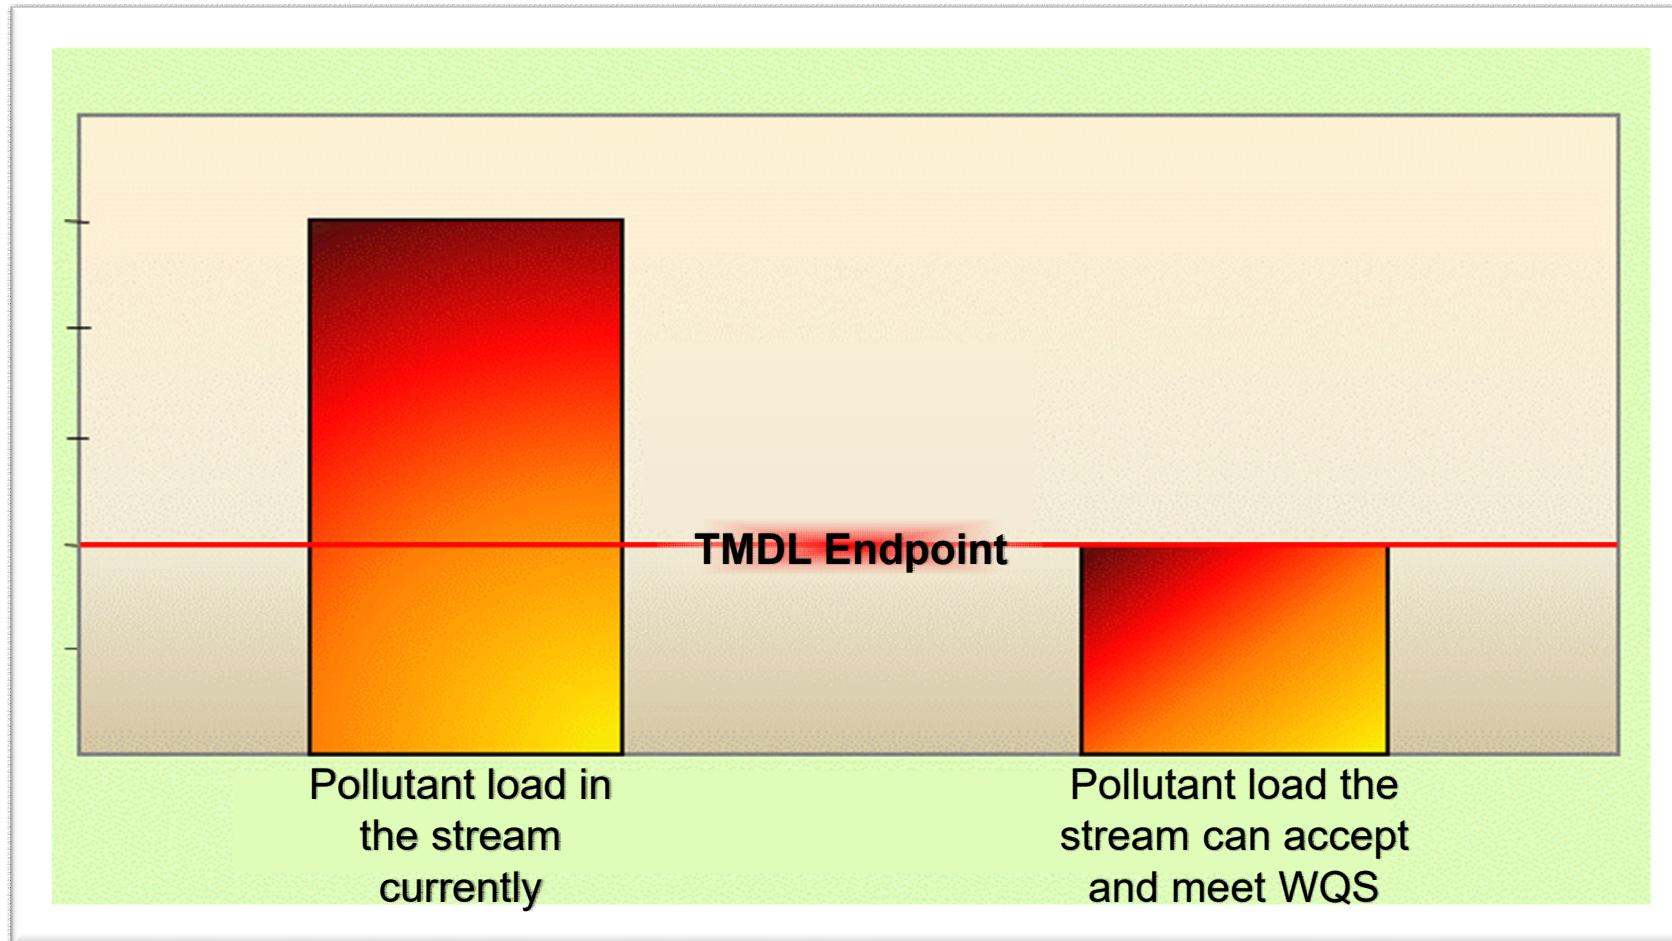 TMDL Endpoint
Pollutant load in
the stream
currently
Pollutant load the
stream can accept
and meet WQS